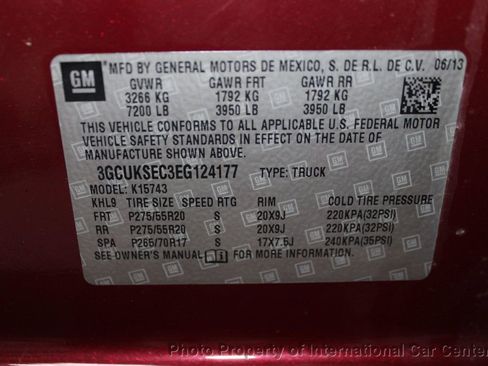 GM *MFD BY GENERAL MOTORS DE MEXICO, S. DE R.L. DE C.V. 06/13
GVWR GAWR FRT GAWR RR
3266 KG 1792 KG 1792 KG
7200 LB 3950 LB 3950 LB
THIS VEHICLE CONFORMS TO ALL APPLICABLE U.S. FEDERAL MOTOR
VEHICLE SAFETY STANDARDS IN EFFECT ON THE DATE OF
MANUFACTURE SHOWN ABOVE.
3GCUKSEC3EG124177 TYPE: TRUCK
MODEL: K15743
KHL9 TIRE SIZE SPEED RTG RIM COLD TIRE PRESSURE
FRT P275/55R20 S 20X9J 220KPA(32PSI)
RR P275/55R20 S 20X9J 220KPA(32PSI)
SPA P265/70R17 S 17X7.5J 240KPA(35PSI)
SEE OWNER'S MANUAL FOR MORE INFORMATION.
Photo Property of International Car Center